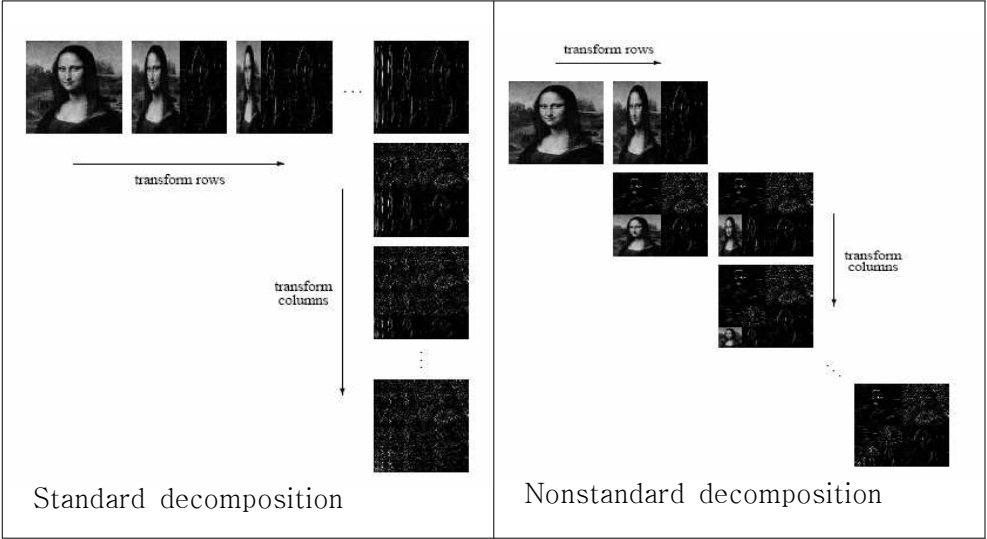 transform rows
transform
columns
Standard decomposition
transform rows
transform
columns
Nonstandard decomposition